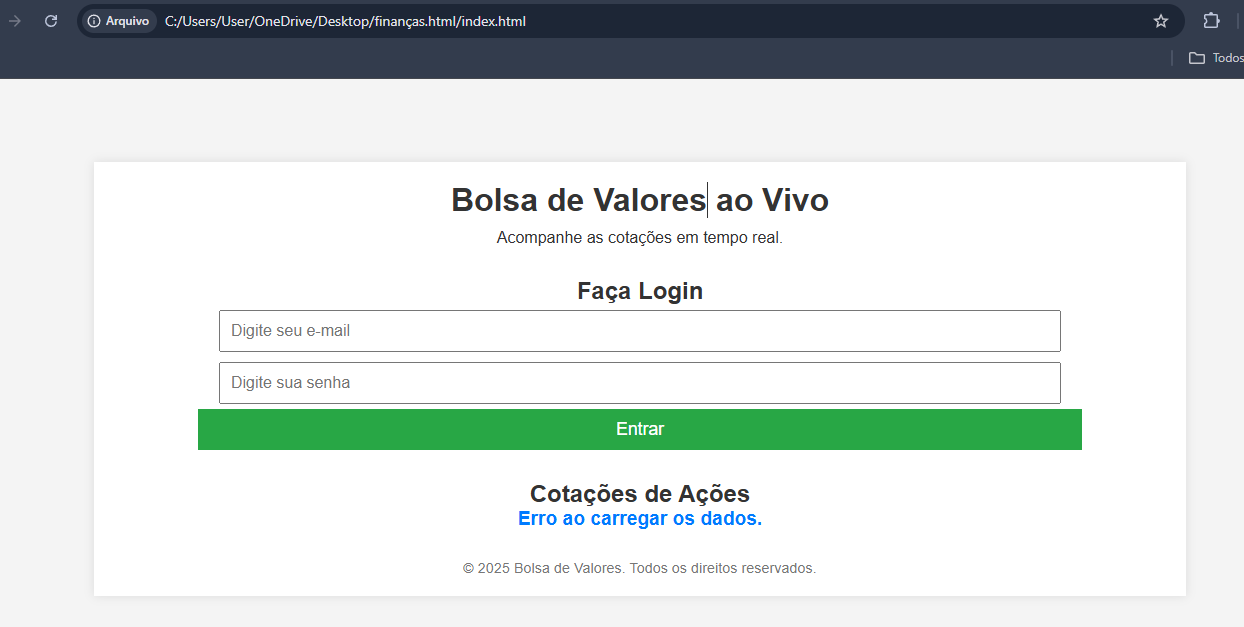 Arquivo C:/Users/User/OneDrive/Desktop/finanças.html/index.html
Todos
Bolsa de Valores ao Vivo
Acompanhe as cotações em tempo real.
Faça Login
Digite seu e-mail
Digite sua senha
Entrar
Cotações de Ações
Erro ao carregar os dados.
© 2025 Bolsa de Valores. Todos os direitos reservados.